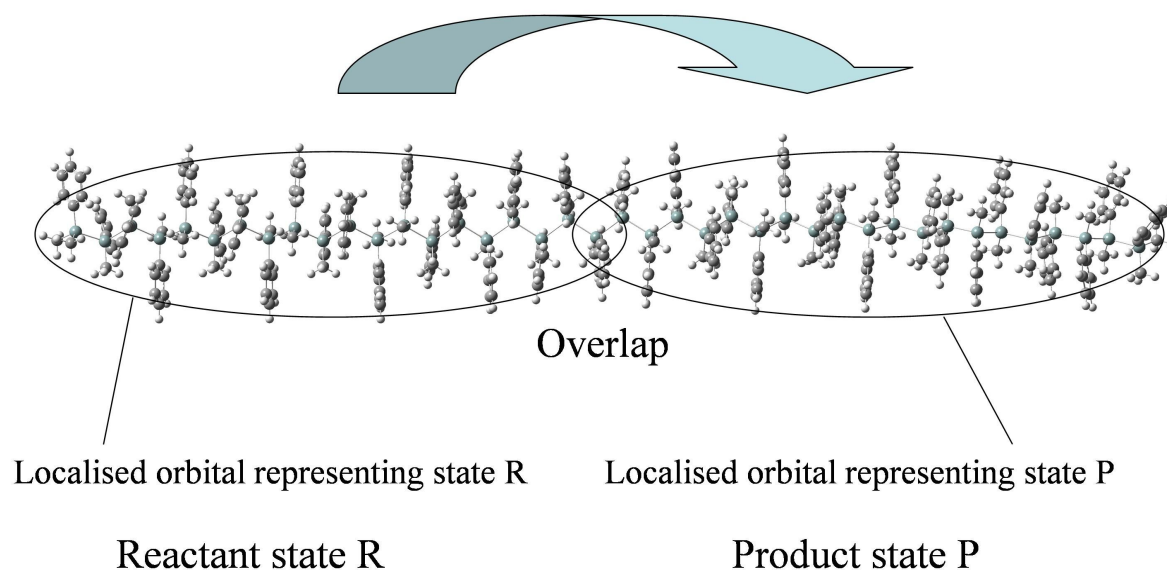 Overlap
Localised orbital representing state R
Localised orbital representing state P
Reactant state R
Product state P